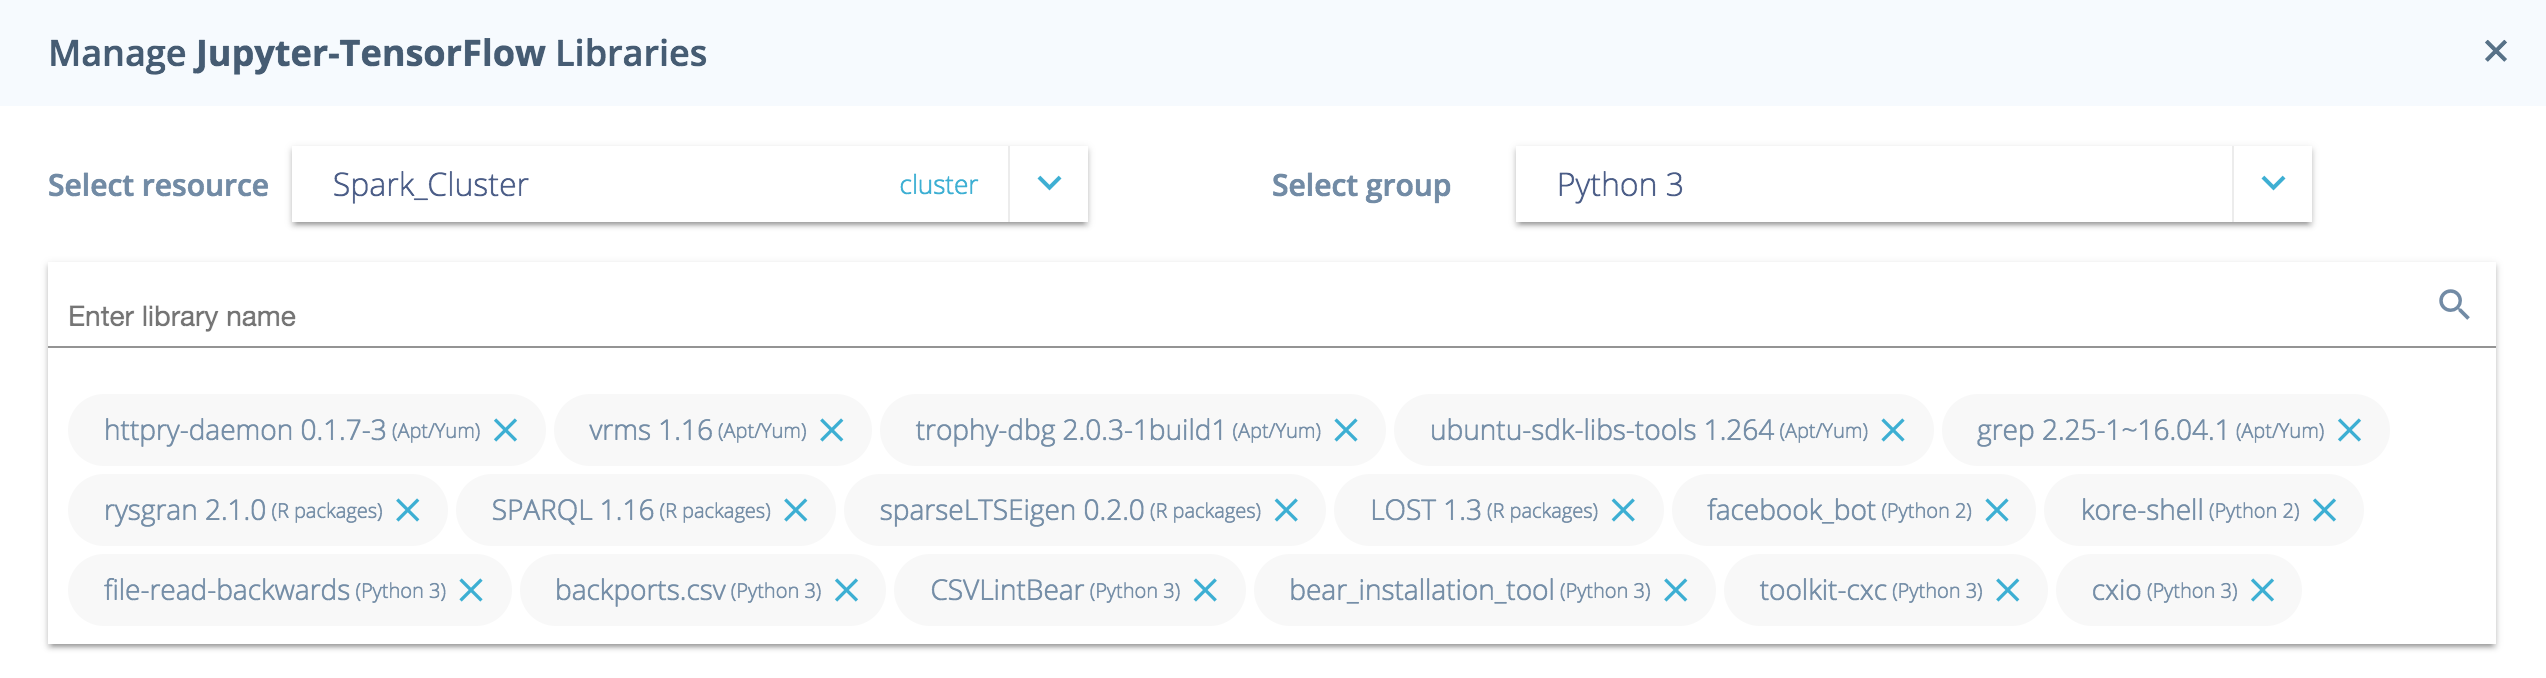 Manage Jupyter-TensorFlow Libraries
Select resource Spark_Cluster cluster Select group Python 3
Enter library name
httpry-daemon 0.1.7-3 (Apt/Yum) vrms 1.16 (Apt/Yum) trophy-dbg 2.0.3-1build1 (Apt/Yum) ubuntu-sdk-libs-tools 1.264 (Apt/Yum) grep 2.25-1~16.04.1 (Apt/Yum)
rysgran 2.1.0 (R packages) SPARQL 1.16 (R packages) sparseLTSEigen 0.2.0 (R packages) LOST 1.3 (R packages) facebook_bot (Python 2) kore-shell (Python 2)
file-read-backwards (Python 3) backports.csv (Python 3) CSVLintBear (Python 3) bear_installation_tool (Python 3) toolkit-cxc (Python 3) cxio (Python 3)